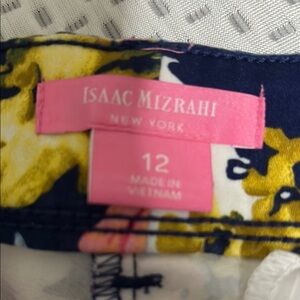 ISAAC MIZRAHI
NEW YORK
12
MADE IN
VIETNAM